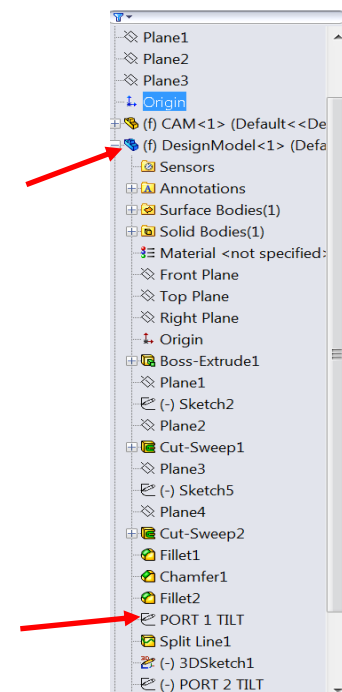 Plane1
Plane2
Plane3
Origin
(f) CAM<1> (Default<<De
(f) DesignModel<1> (Defa
Sensors
Annotations
Surface Bodies(1)
Solid Bodies(1)
Material <not specified>
Front Plane
Top Plane
Right Plane
Origin
Boss-Extrude1
Plane1
(-) Sketch2
Plane2
Cut-Sweep1
Plane3
(-) Sketch5
Plane4
Cut-Sweep2
Fillet1
Chamfer1
Fillet2
PORT 1 TILT
Split Line1
(-) 3DSketch1
(-) PORT 2 TILT